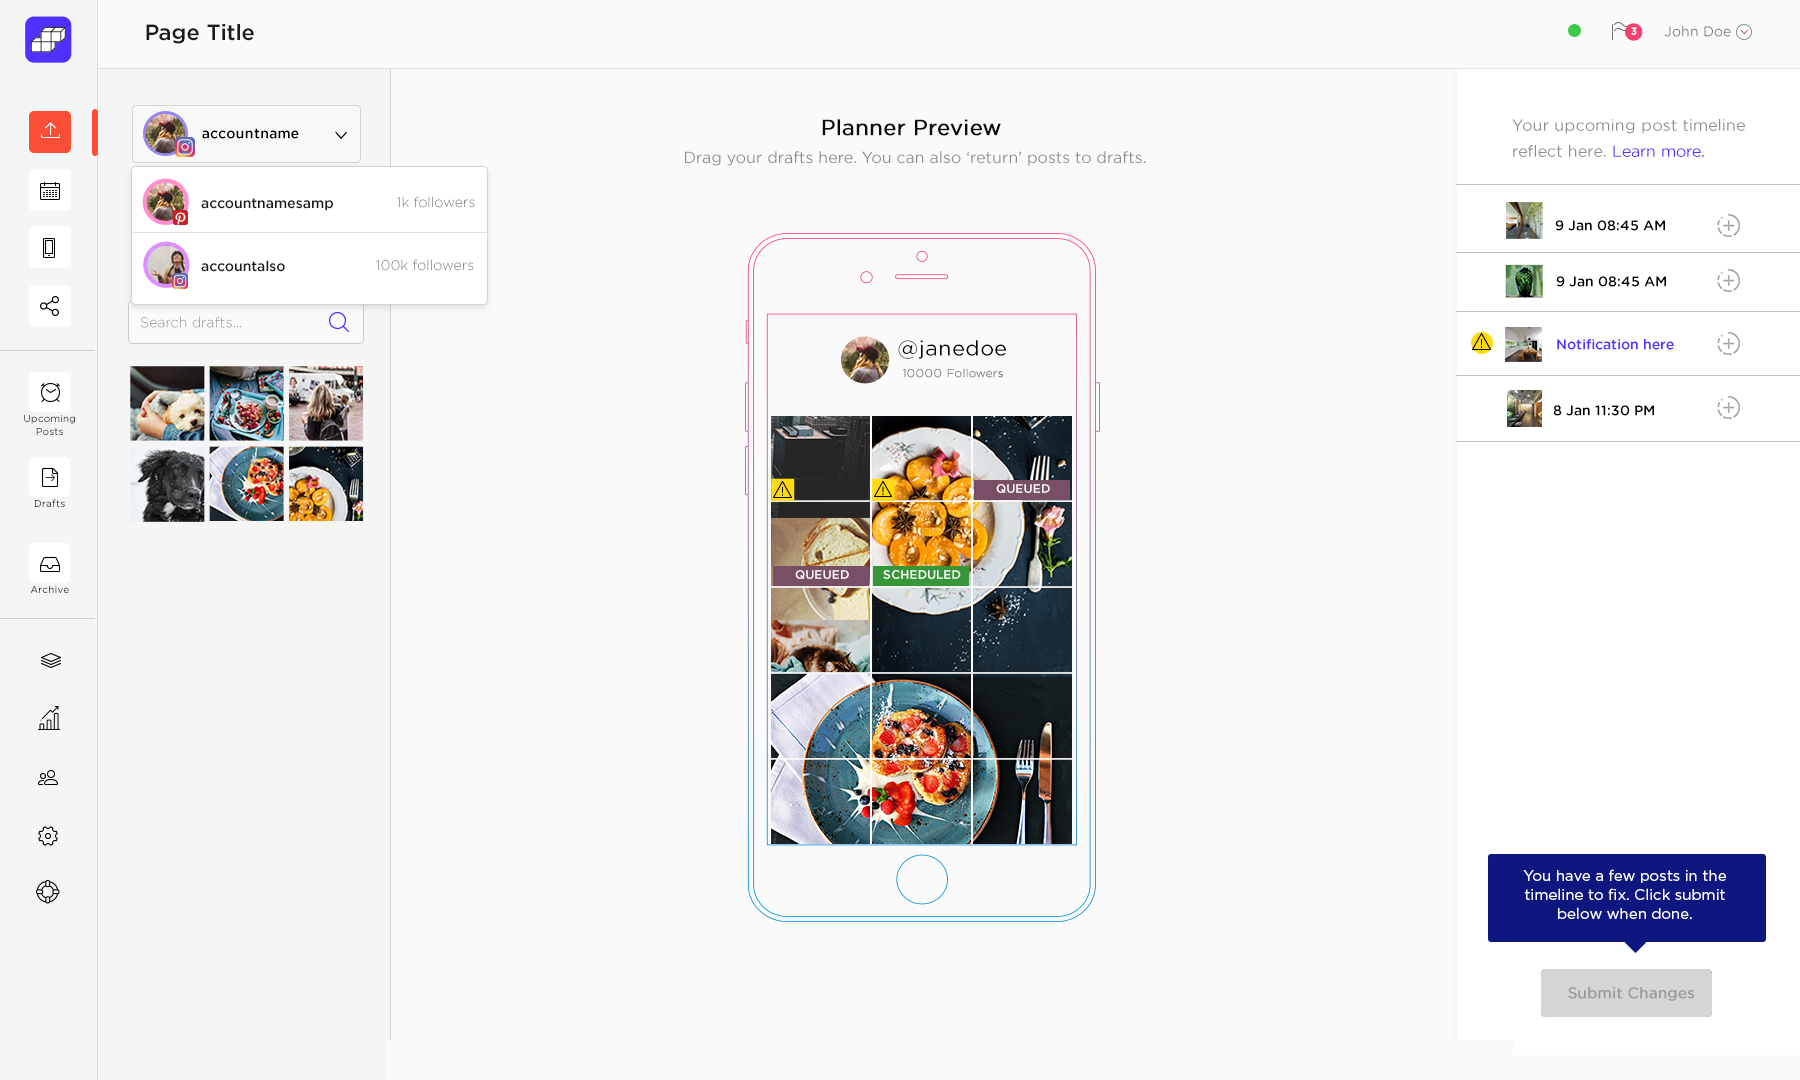 Page Title
3
John Doe
accountname
accountnamesamp
1k followers
accountalso
100k followers
Search drafts...
Upcoming
Posts
Drafts
Archive
Planner Preview
Drag your drafts here. You can also ‘return’ posts to drafts.
@janedoe
10000 Followers
QUEUED
QUEUED
SCHEDULED
Your upcoming post timeline
reflect here. Learn more.
9 Jan 08:45 AM
9 Jan 08:45 AM
Notification here
8 Jan 11:30 PM
You have a few posts in the
timeline to fix. Click submit
below when done.
Submit Changes